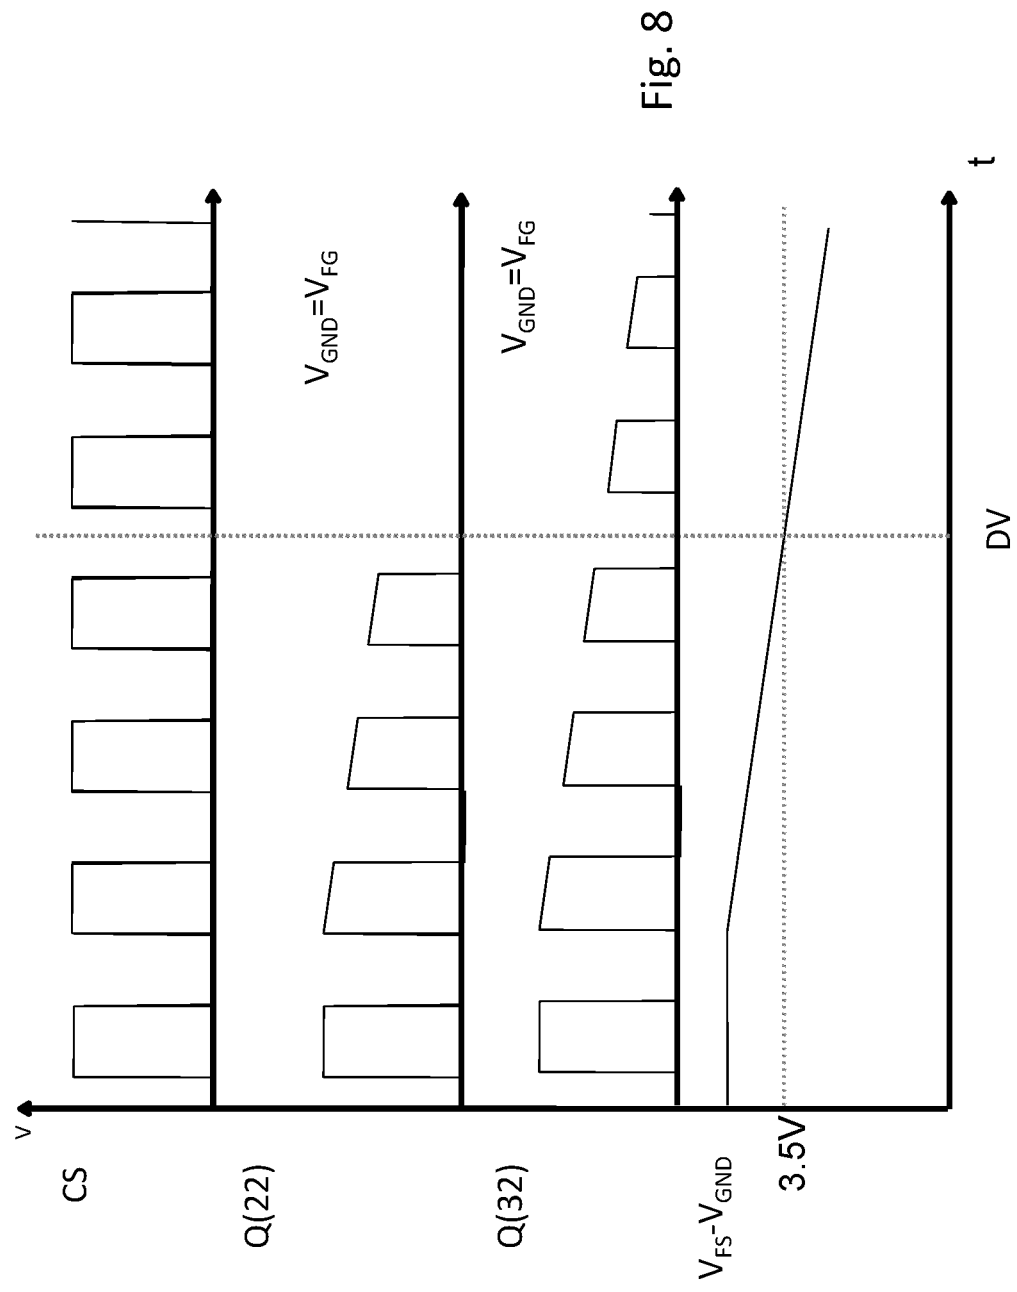 V
CS
Q(22)
V_GND=V_FG
Q(32)
V_GND=V_FG
V_FS-V_GND
3.5V
DV
t
Fig. 8